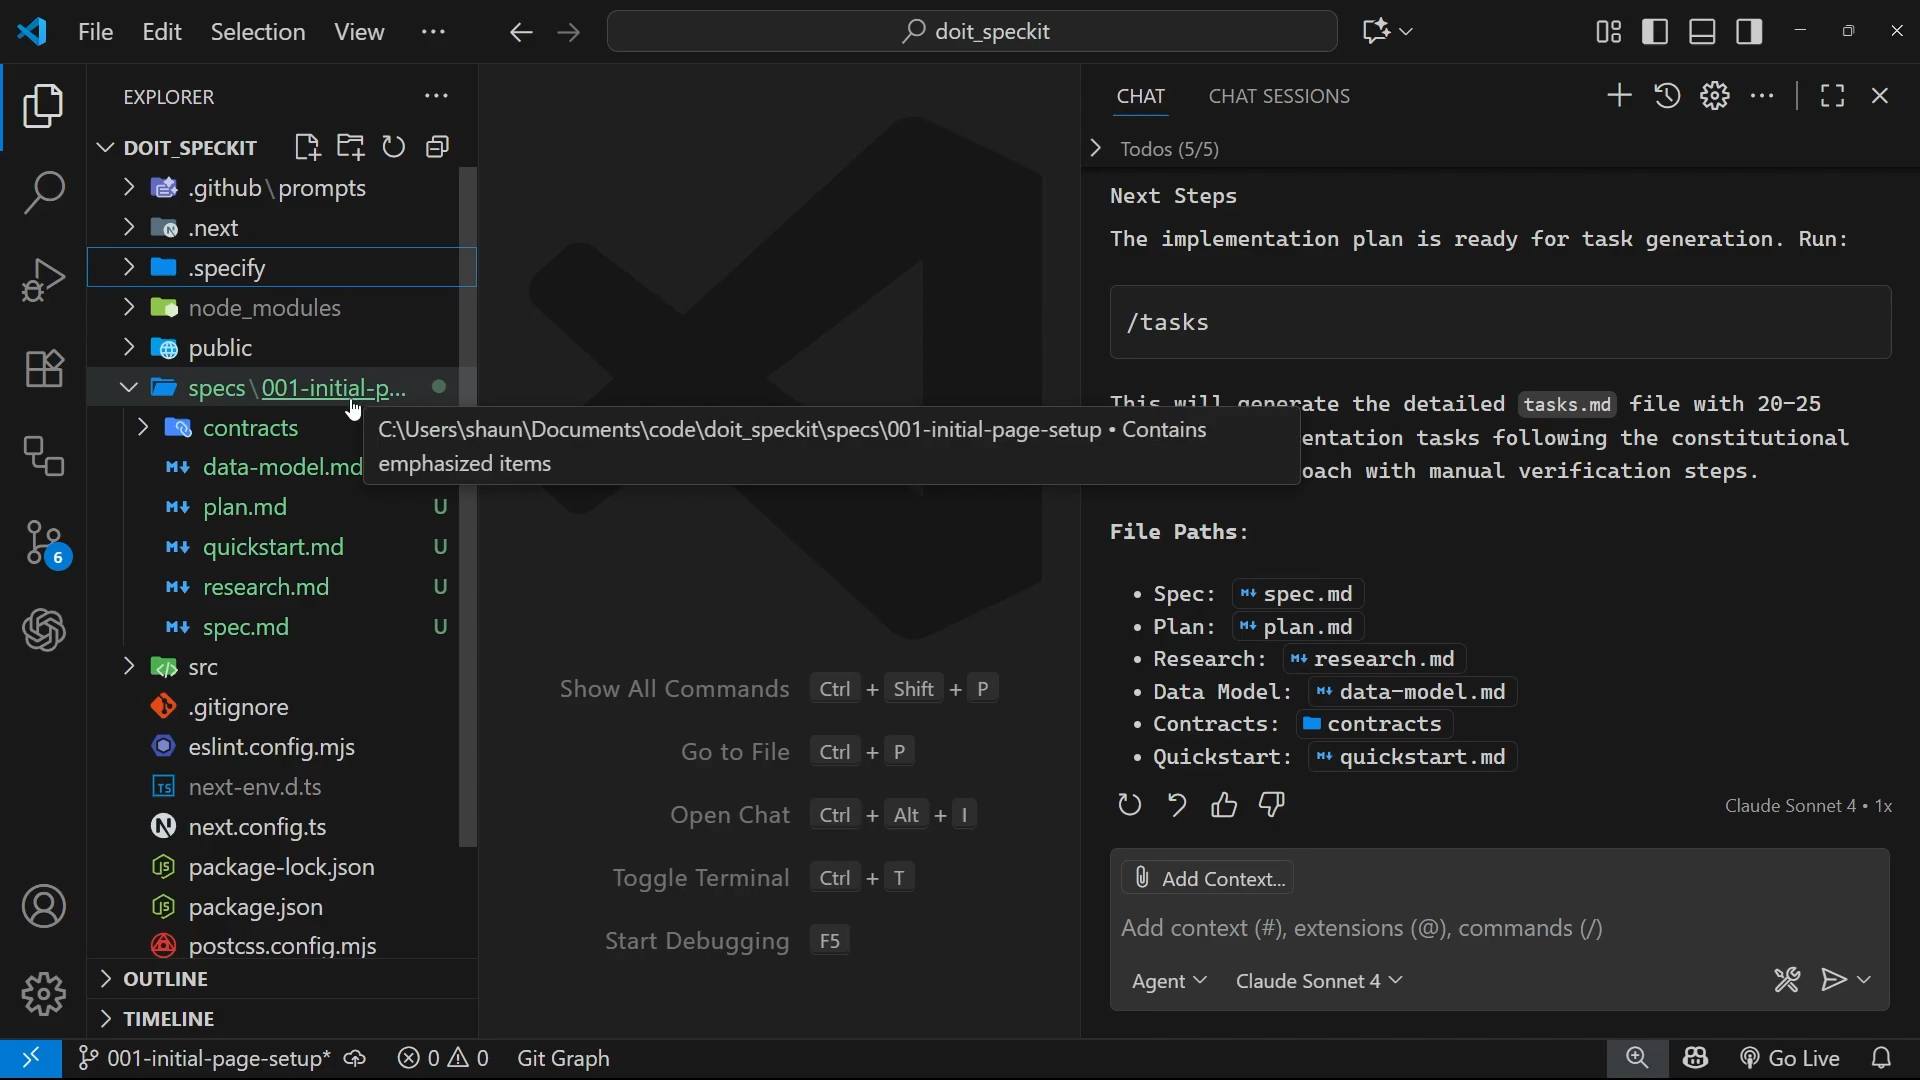 File Edit Selection View ···
doit_speckit
EXPLORER
DOIT_SPECKIT
.github\prompts
.next
.specify
node_modules
public
specs\001-initial-p...
contracts
data-model.md
plan.md U
quickstart.md U
research.md U
spec.md U
src
.gitignore
eslint.config.mjs
next-env.d.ts
next.config.ts
package-lock.json
package.json
postcss.config.mjs
OUTLINE
TIMELINE
C:\Users\shaun\Documents\code\doit_speckit\specs\001-initial-page-setup • Contains
emphasized items
Show All Commands Ctrl + Shift + P
Go to File Ctrl + P
Open Chat Ctrl + Alt + I
Toggle Terminal Ctrl + T
Start Debugging F5
CHAT CHAT SESSIONS
Todos (5/5)
Next Steps
The implementation plan is ready for task generation. Run:
/tasks
This will generate the detailed tasks.md file with 20-25
entation tasks following the constitutional
oach with manual verification steps.
File Paths:
• Spec: spec.md
• Plan: plan.md
• Research: research.md
• Data Model: data-model.md
• Contracts: contracts
• Quickstart: quickstart.md
Claude Sonnet 4 • 1x
Add Context...
Add context (#), extensions (@), commands (/)
Agent Claude Sonnet 4
6
001-initial-page-setup* 0 0 Git Graph Go Live